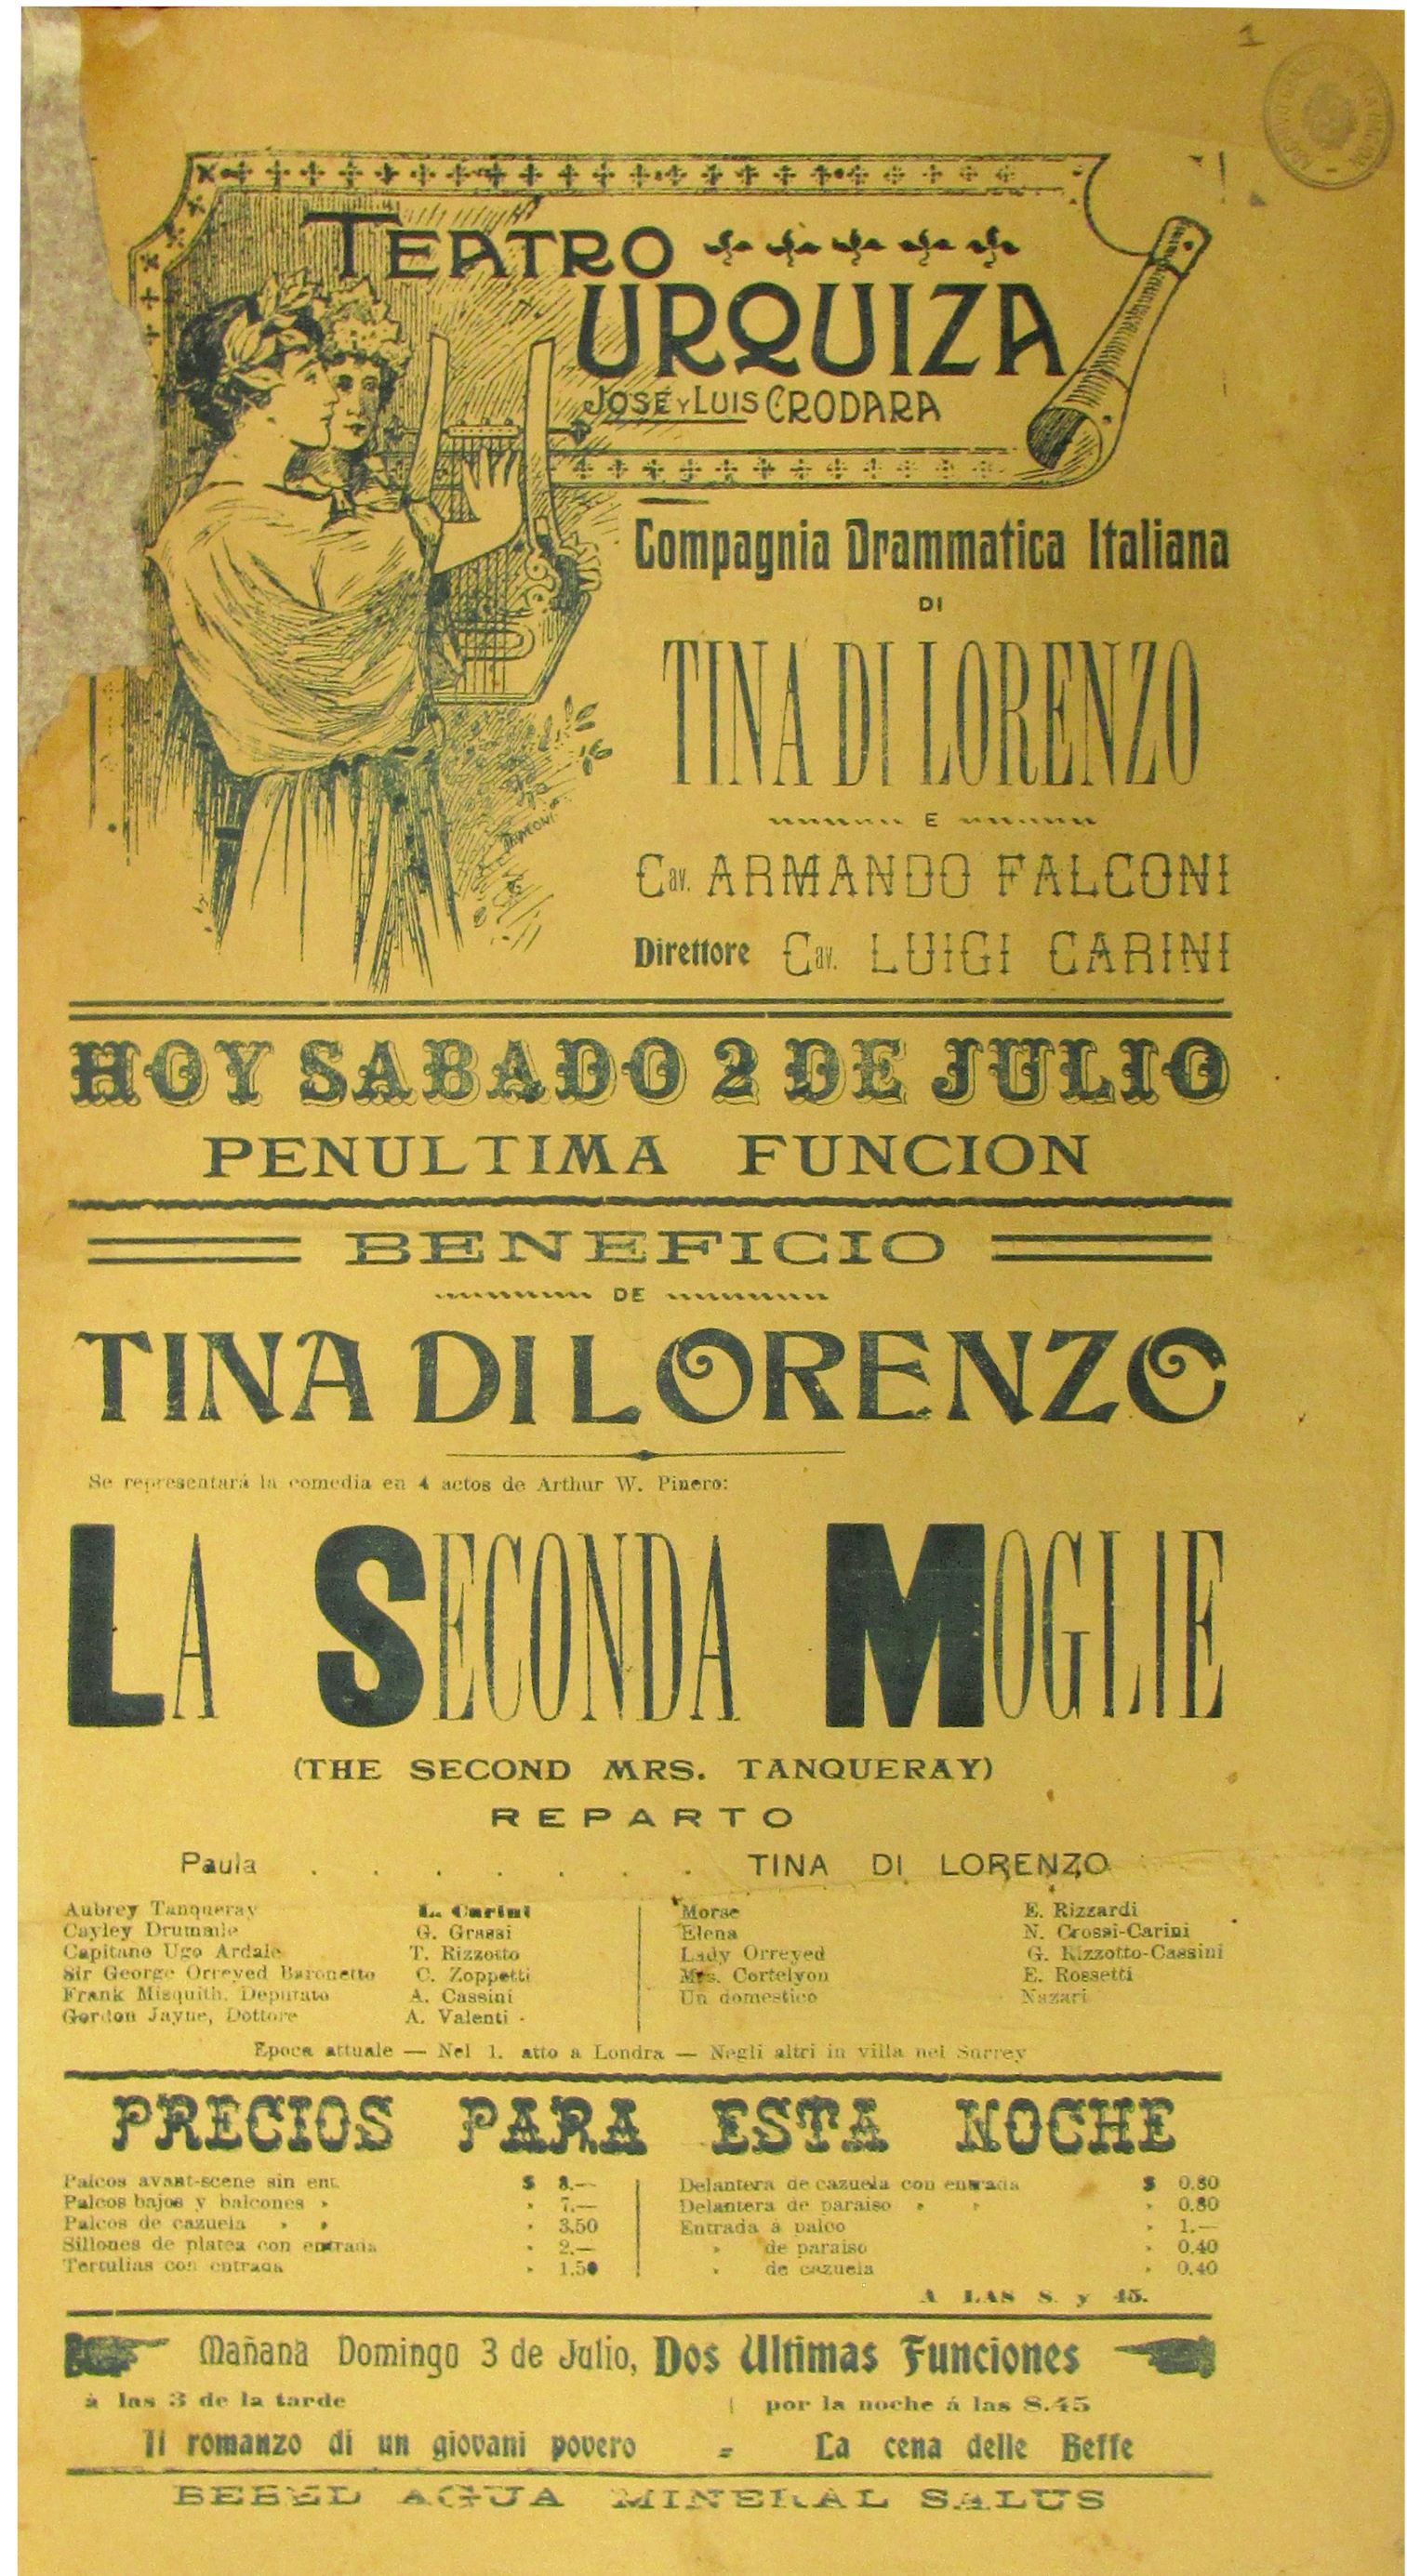 1
TEATRO
URQUIZA
JOSÉ Y LUIS CRODARA
Compagnia Drammatica Italiana
DI
TINA DI LORENZO
E
Cav. ARMANDO FALCONI
Direttore Cav. LUIGI CARINI
HOY SABADO 2 DE JULIO
PENULTIMA FUNCION
BENEFICIO
DE
TINA DI LORENZO
Se representará la comedia en 4 actos de Arthur W. Pinero:
LA SECONDA MOGLIE
(THE SECOND MRS. TANQUERAY)
REPARTO
Paula . . . . . . . TINA DI LORENZO
Aubrey Tanqueray L. Carini
Cayley Drummle G. Grassi
Capitano Ugo Ardale T. Rizzotto
Sir George Orreyed Baronetto C. Zoppetti
Frank Misquith, Deputato A. Cassini
Gordon Jayne, Dottore A. Valenti
Morse E. Rizzardi
Elena N. Crossi-Carini
Lady Orreyed G. Rizzotto-Cassini
Mrs. Cortelyon E. Rossetti
Un domestico Nazari
Epoca attuale — Nel 1. atto a Londra — Negli altri in villa nel Surrey
PRECIOS PARA ESTA NOCHE
Palcos avant-scene sin ent. $ 8.—
Palcos bajos y balcones » » 7.—
Palcos de cazuela » » » 3.50
Sillones de platea con entrada » 2.—
Tertulias con entrada » 1.50
Delantera de cazuela con entrada $ 0.80
Delantera de paraiso » » » 0.80
Entrada á palco » 1.—
» de paraiso » 0.40
» de cazuela » 0.40
A LAS 8 y 45.
Mañana Domingo 3 de Julio, Dos Ultimas Funciones
á las 3 de la tarde
por la noche á las 8.45
Il romanzo di un giovani povero = La cena delle Beffe
BEBED AGUA MINERAL SALUS